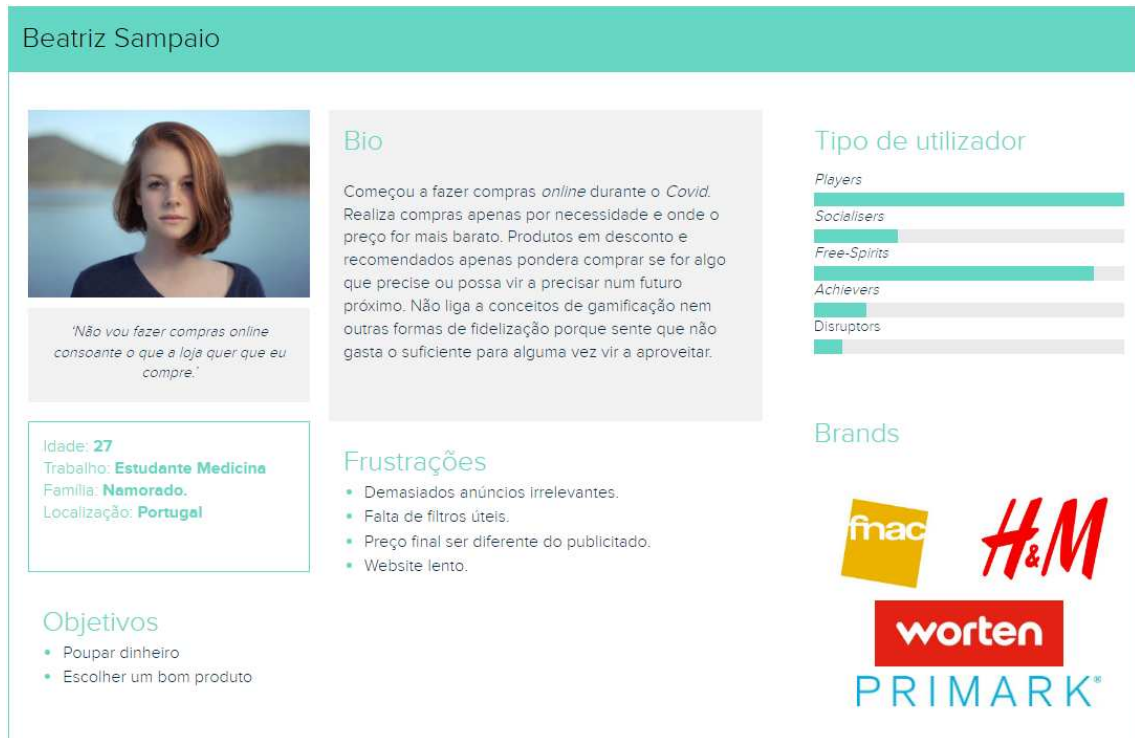 Beatriz Sampaio
'Não vou fazer compras online
consoante o que a loja quer que eu
compre.'
Idade: 27
Trabalho: Estudante Medicina
Família: Namorado.
Localização: Portugal
Objetivos
• Poupar dinheiro
• Escolher um bom produto
Bio
Começou a fazer compras online durante o Covid.
Realiza compras apenas por necessidade e onde o
preço for mais barato. Produtos em desconto e
recomendados apenas pondera comprar se for algo
que precise ou possa vir a precisar num futuro
próximo. Não liga a conceitos de gamificação nem
outras formas de fidelização porque sente que não
gasta o suficiente para alguma vez vir a aproveitar.
Frustrações
• Demasiados anúncios irrelevantes.
• Falta de filtros úteis.
• Preço final ser diferente do publicitado.
• Website lento.
Tipo de utilizador
Players
Socialisers
Free-Spirits
Achievers
Disruptors
Brands
fnac
H&M
worten
PRIMARK®